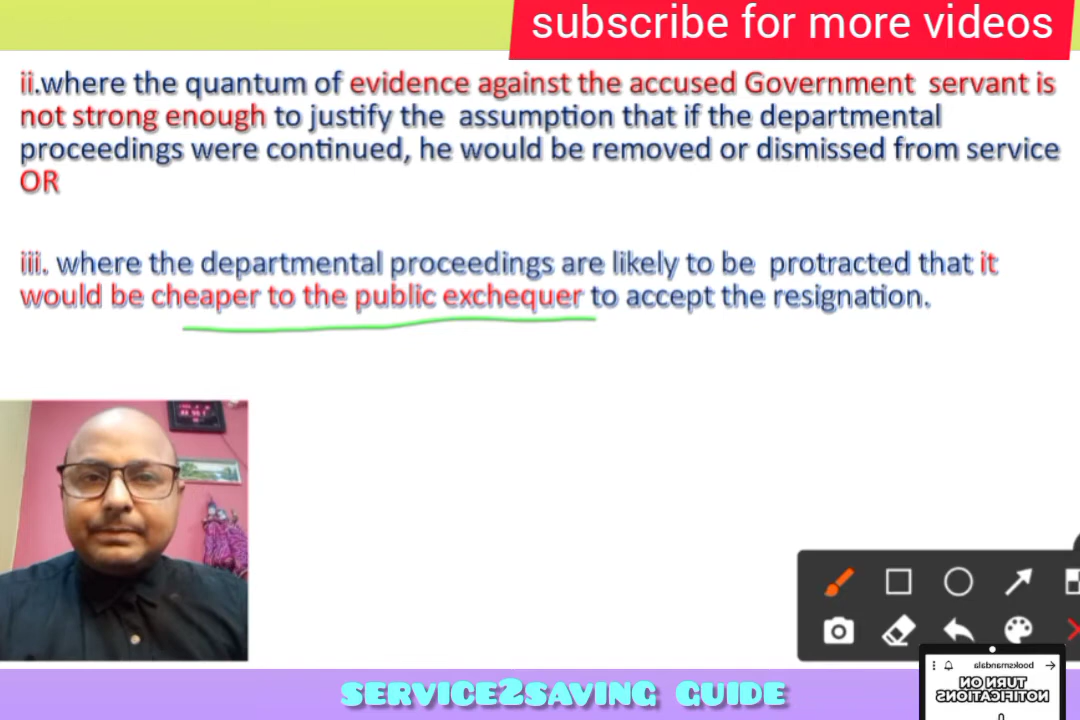 subscribe for more videos
ii.where the quantum of evidence against the accused Government servant is
not strong enough to justify the assumption that if the departmental
proceedings were continued, he would be removed or dismissed from service
OR
iii. where the departmental proceedings are likely to be protracted that it
would be cheaper to the public exchequer to accept the resignation.
booksmandala
TURN ON
NOTIFICATIONS
SERVICE2SAVING GUIDE